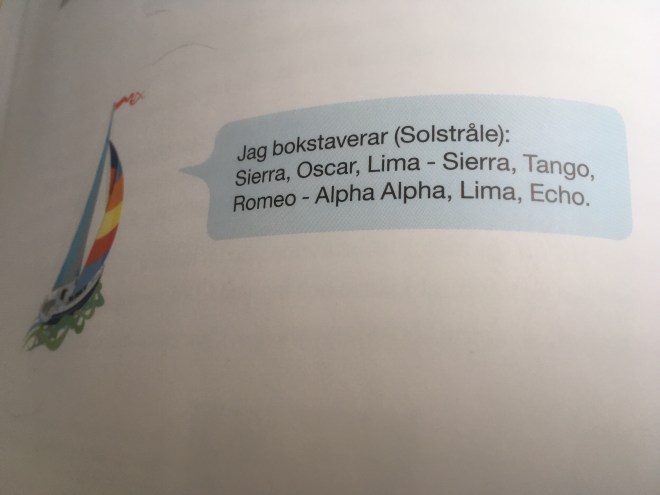 Jag bokstaverar (Solstråle):
Sierra, Oscar, Lima - Sierra, Tango,
Romeo - Alpha Alpha, Lima, Echo.